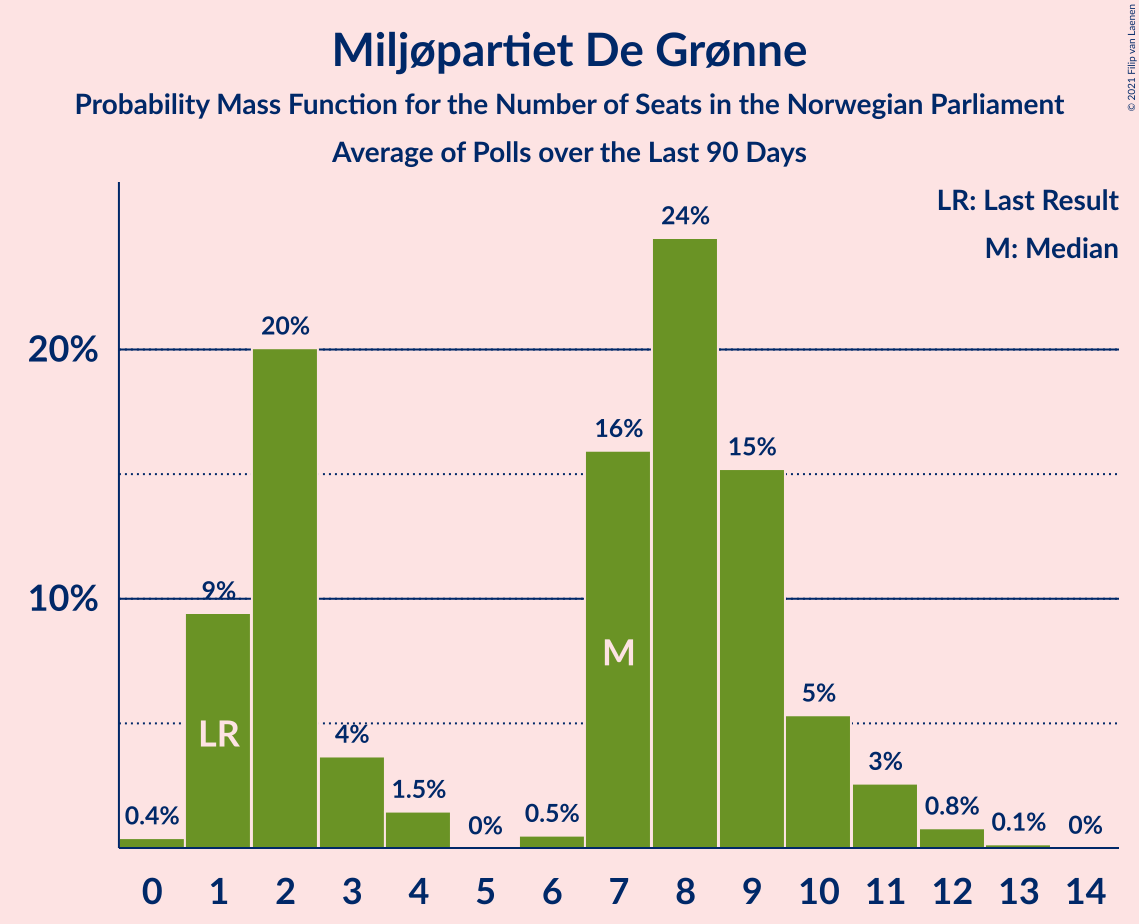 Miljøpartiet De Grønne
Probability Mass Function for the Number of Seats in the Norwegian Parliament
Average of Polls over the Last 90 Days
© 2021 Filip van Laenen
LR: Last Result
M: Median
24%
20%
20%
16%
15%
9%
10%
M
5%
LR
4%
3%
1.5%
0.4%
0%
0.5%
0.8%
0.1%
0%
0 1 2 3 4 5 6 7 8 9 10 11 12 13 14